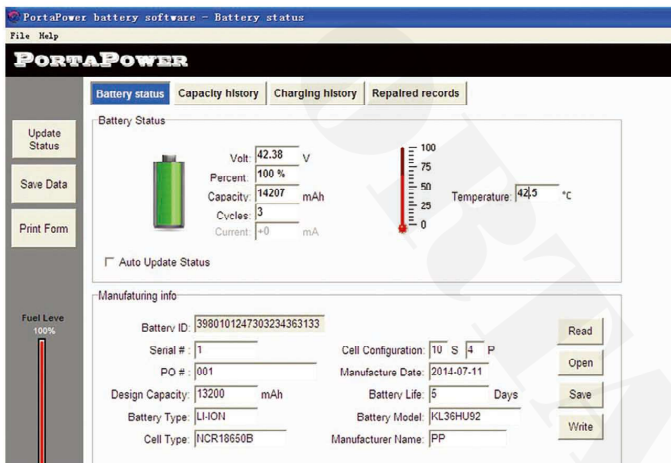 PortaPower battery software - Battery status
File Help
PORTAPOWER
Battery status Capacity history Charging history Repaired records
Update Status
Save Data
Print Form
Fuel Leve
100%
Battery Status
Volt: 42.38 V
Percent: 100 %
Capacity: 14207 mAh
Cycles: 3
Current: +0 mA
100
75
50
25
0
Temperature: 42.5 °C
Auto Update Status
Manufaturing info
Battery ID: 3980101247303234363133
Serial #: 1
PO #: 001
Design Capacity: 13200 mAh
Battery Type: LI-ION
Cell Type: NCR18650B
Cell Configuration: 10 S 4 P
Manufacture Date: 2014-07-11
Battery Life: 5 Days
Battery Model: KL36HU92
Manufacturer Name: PP
Read
Open
Save
Write